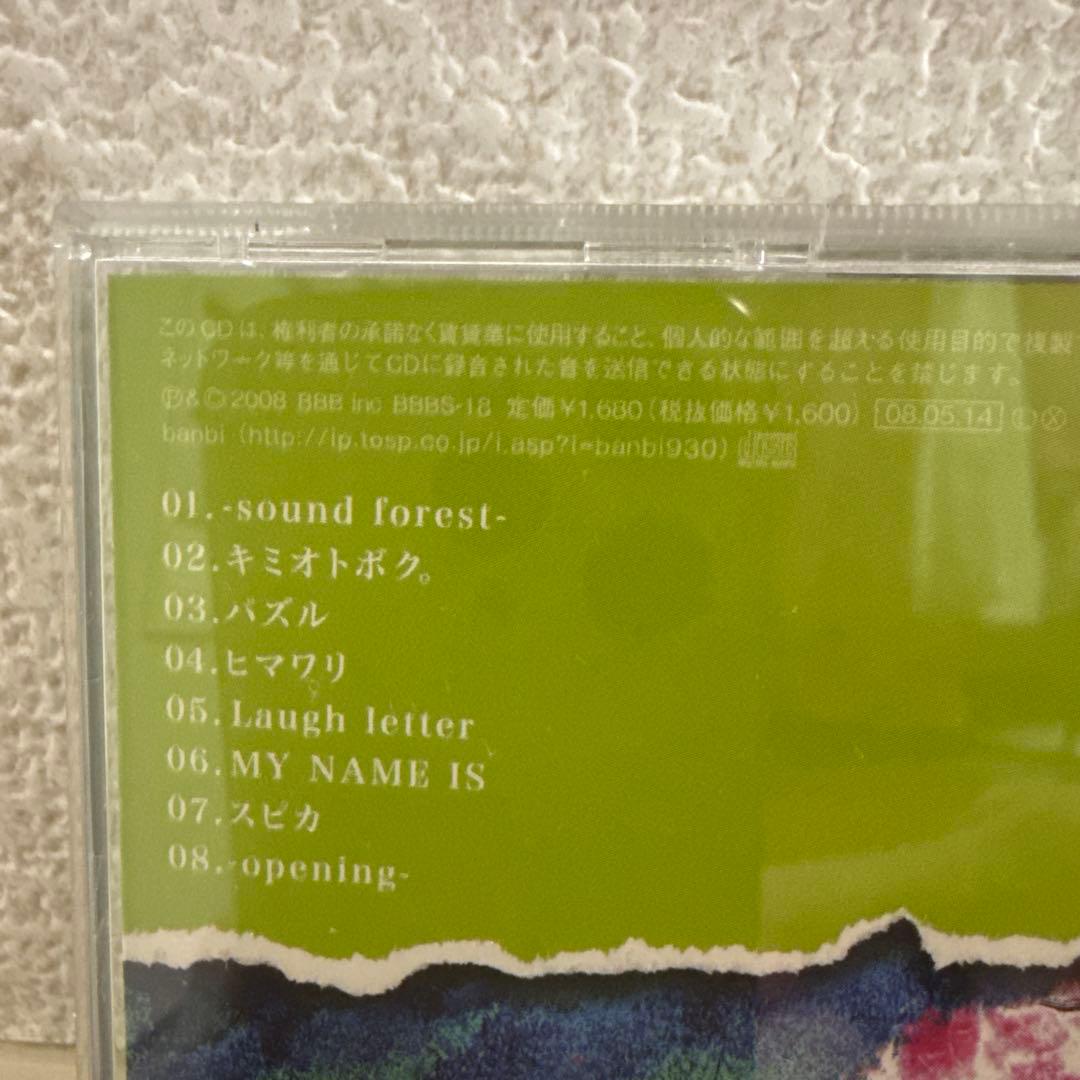 このCDは、権利者の承諾なく賃貸業に使用すること、個人的な範囲を超える使用目的で複製
ネットワーク等を通じてCDに録音された音を送信できる状態にすることを禁じます。
Ⓟ&Ⓒ2008 BBB inc BBBS-18 定価¥1,680(税抜価格¥1,600) 08.05.14 Ⓛ Ⓧ
banbi (http://ip.tosp.co.jp/i.asp?i=banbi930) disc
01.-sound forest-
02.キミオトボク。
03.パズル
04.ヒマワリ
05.Laugh letter
06.MY NAME IS
07.スピカ
08.-opening-